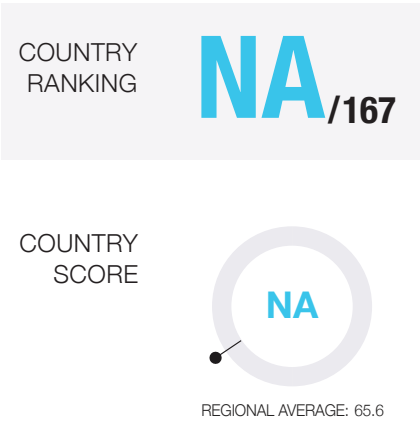 COUNTRY
RANKING
NA/167
COUNTRY
SCORE
NA
REGIONAL AVERAGE: 65.6